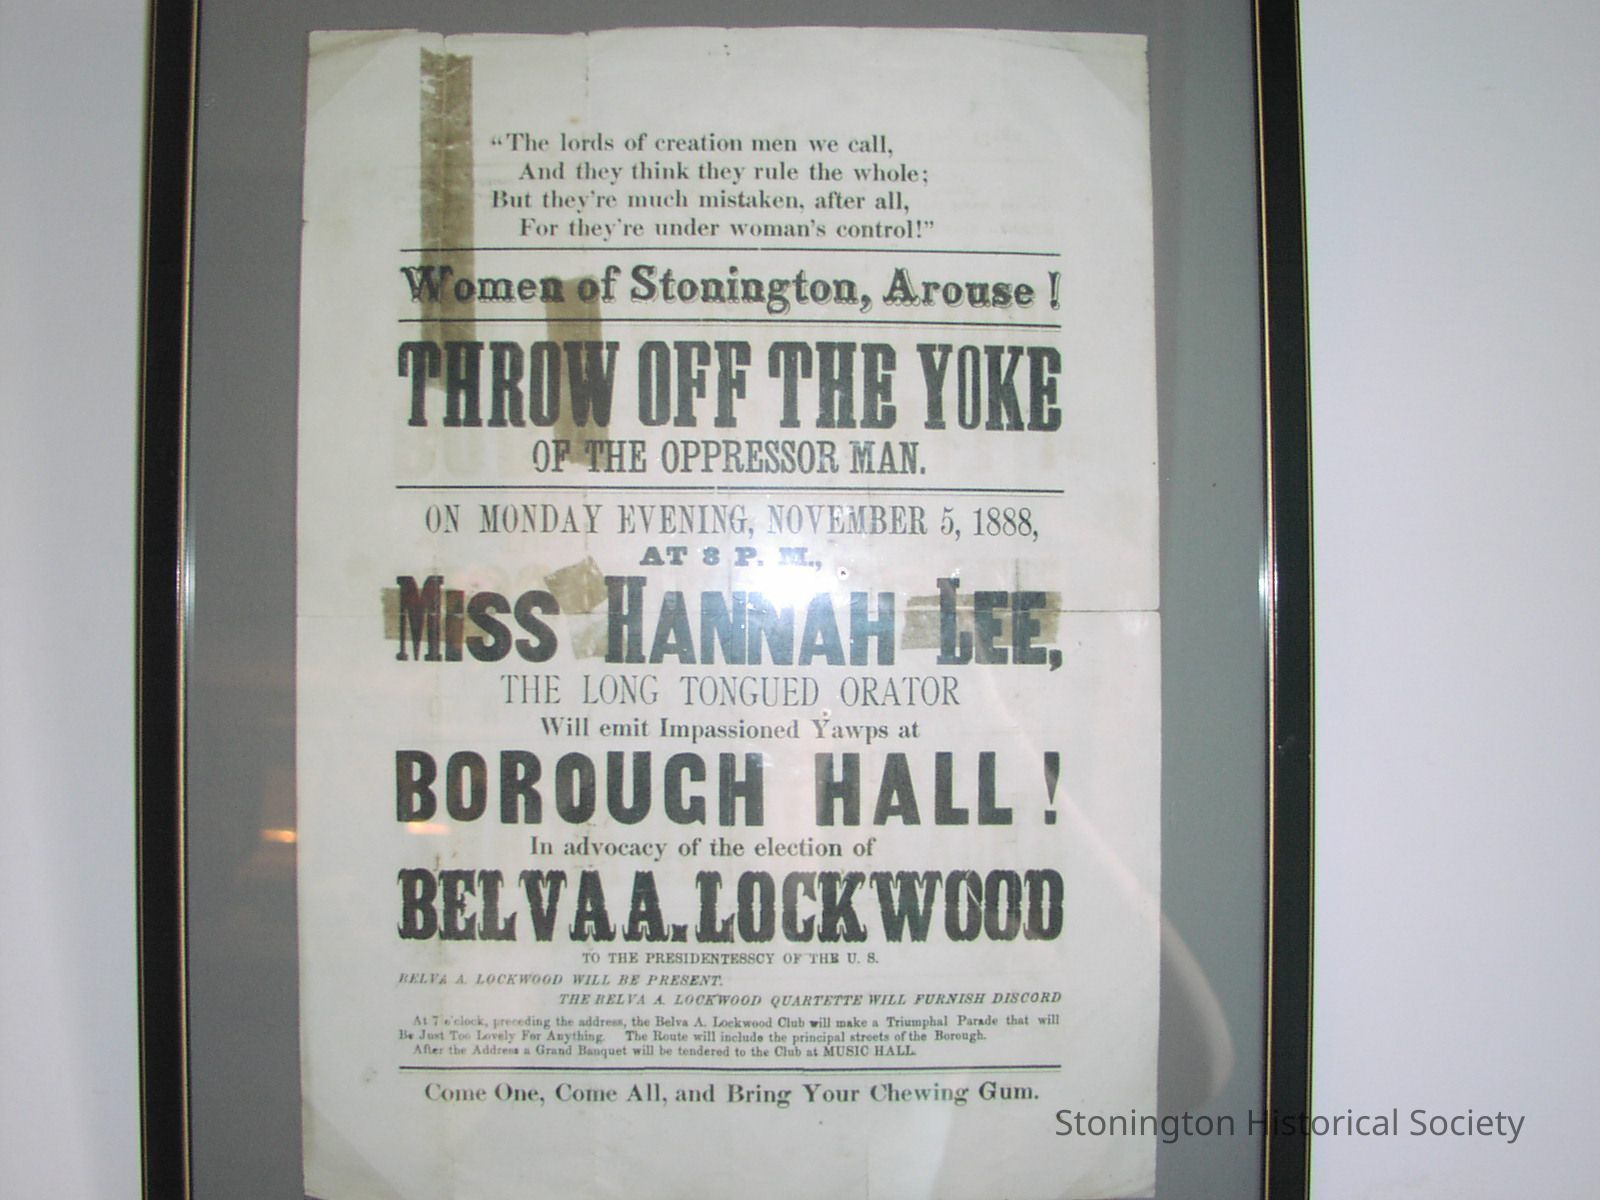 “The lords of creation men we call,
And they think they rule the whole;
But they're much mistaken, after all,
For they're under woman's control!”
Women of Stonington, Arouse !
THROW OFF THE YOKE
OF THE OPPRESSOR MAN.
ON MONDAY EVENING, NOVEMBER 5, 1888,
AT 8 P. M.,
MISS HANNAH LEE,
THE LONG TONGUED ORATOR
Will emit Impassioned Yawps at
BOROUGH HALL !
In advocacy of the election of
BELVA A. LOCKWOOD
TO THE PRESIDENTESSCY OF THE U. S.
BELVA A. LOCKWOOD WILL BE PRESENT.
THE BELVA A. LOCKWOOD QUARTETTE WILL FURNISH DISCORD
At 7 o'clock, preceding the address, the Belva A. Lockwood Club will make a Triumphal Parade that will
Be Just Too Lovely For Anything. The Route will include the principal streets of the Borough.
After the Address a Grand Banquet will be tendered to the Club at MUSIC HALL.
Come One, Come All, and Bring Your Chewing Gum.
Stonington Historical Society